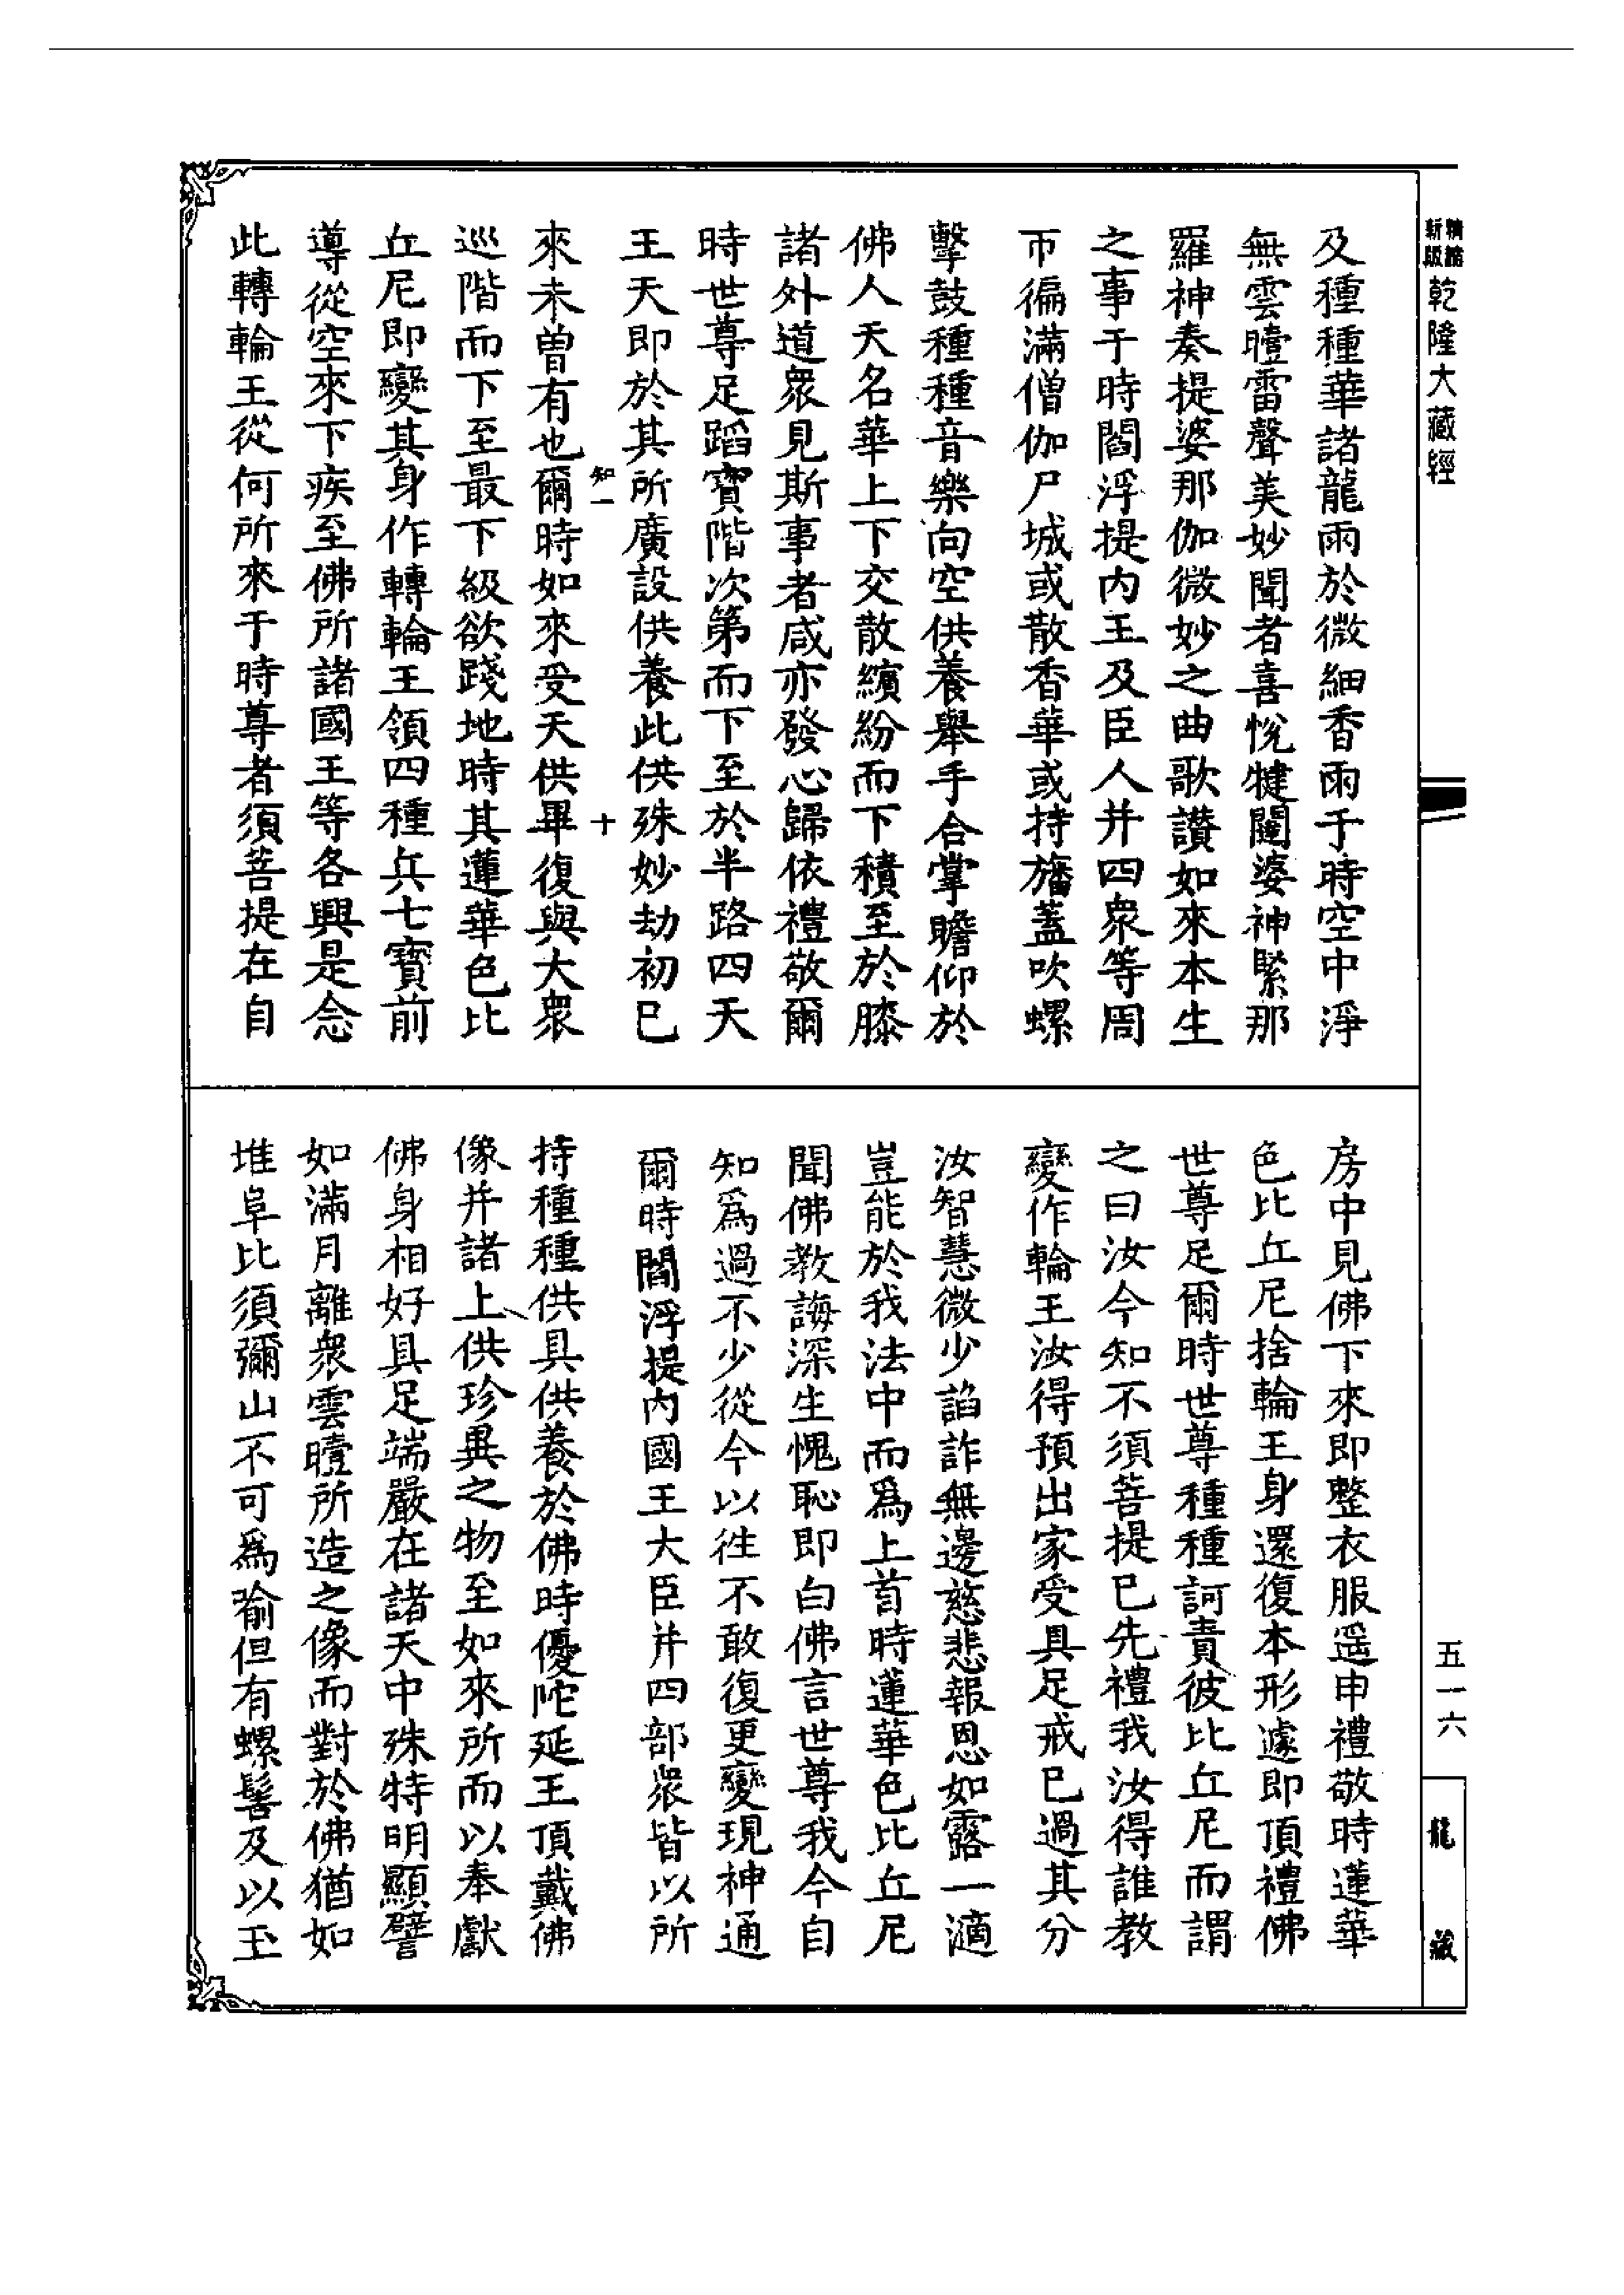 精縮新版乾隆大藏經
及種種華諸龍雨於微細香雨于時空中淨
無雲曀雷聲美妙聞者喜悅犍闥婆神緊那
羅神奏提婆那伽微妙之曲歌讚如來本生
之事于時閻浮提内王及臣人并四衆等周
帀徧滿僧伽尸城或散香華或持旛蓋吹螺
擊鼓種種音樂向空供養舉手合掌瞻仰於
佛人天名華上下交散繽紛而下積至於膝
諸外道衆見斯事者咸亦發心歸依禮敬爾
時世尊足蹈寶階次第而下至於半路四天
王天即於其所廣設供養此供殊妙劫初已
知一 十
來未曾有也爾時如來受天供畢復與大衆
巡階而下至最下級欲踐地時其蓮華色比
丘尼即變其身作轉輪王領四種兵七寶前
導從空來下疾至佛所諸國王等各興是念
此轉輪王從何所來于時尊者須菩提在自
房中見佛下來即整衣服遥申禮敬時蓮華
色比丘尼捨輪王身還復本形遽即頂禮佛
世尊足爾時世尊種種訶責彼比丘尼而謂
之曰汝今知不須菩提已先禮我汝得誰教
變作輪王汝得預出家受具足戒已過其分
汝智慧微少諂詐無邊慈悲報恩如露一滴
豈能於我法中而爲上首時蓮華色比丘尼
聞佛教誨深生愧恥即白佛言世尊我今自
知爲過不少從今以徃不敢復更變現神通
爾時閻浮提内國王大臣并四部衆皆以所
持種種供具供養於佛時優陀延王頂戴佛
像并諸上供珍異之物至如來所而以奉獻
佛身相好具足端嚴在諸天中殊特明顯譬
如滿月離衆雲曀所造之像而對於佛猶如
堆阜比須彌山不可爲喻但有螺髻及以玉
五一六
龍藏